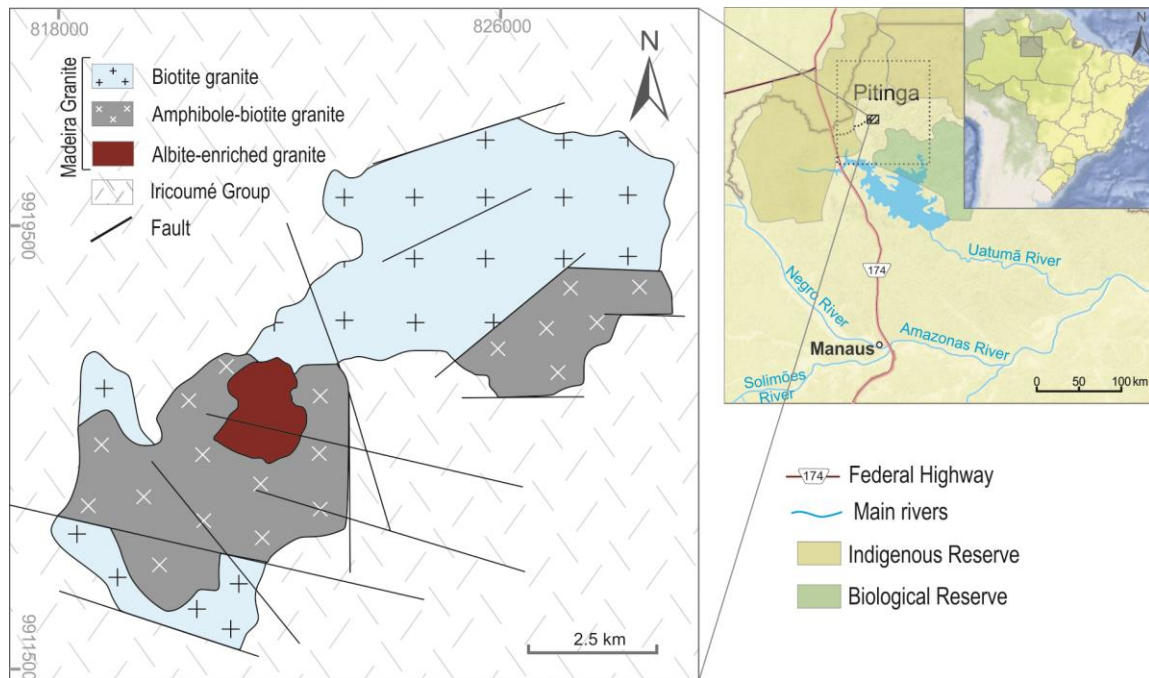 818000
826000
N
Madeira Granite
Biotite granite
Amphibole-biotite granite
Albite-enriched granite
Iricoumé Group
Fault
9919500
9911500
2.5 km
Pitinga
N
Uatumã River
174
Negro River
Manaus
Amazonas River
Solimões
River
0 50 100 km
174 Federal Highway
Main rivers
Indigenous Reserve
Biological Reserve